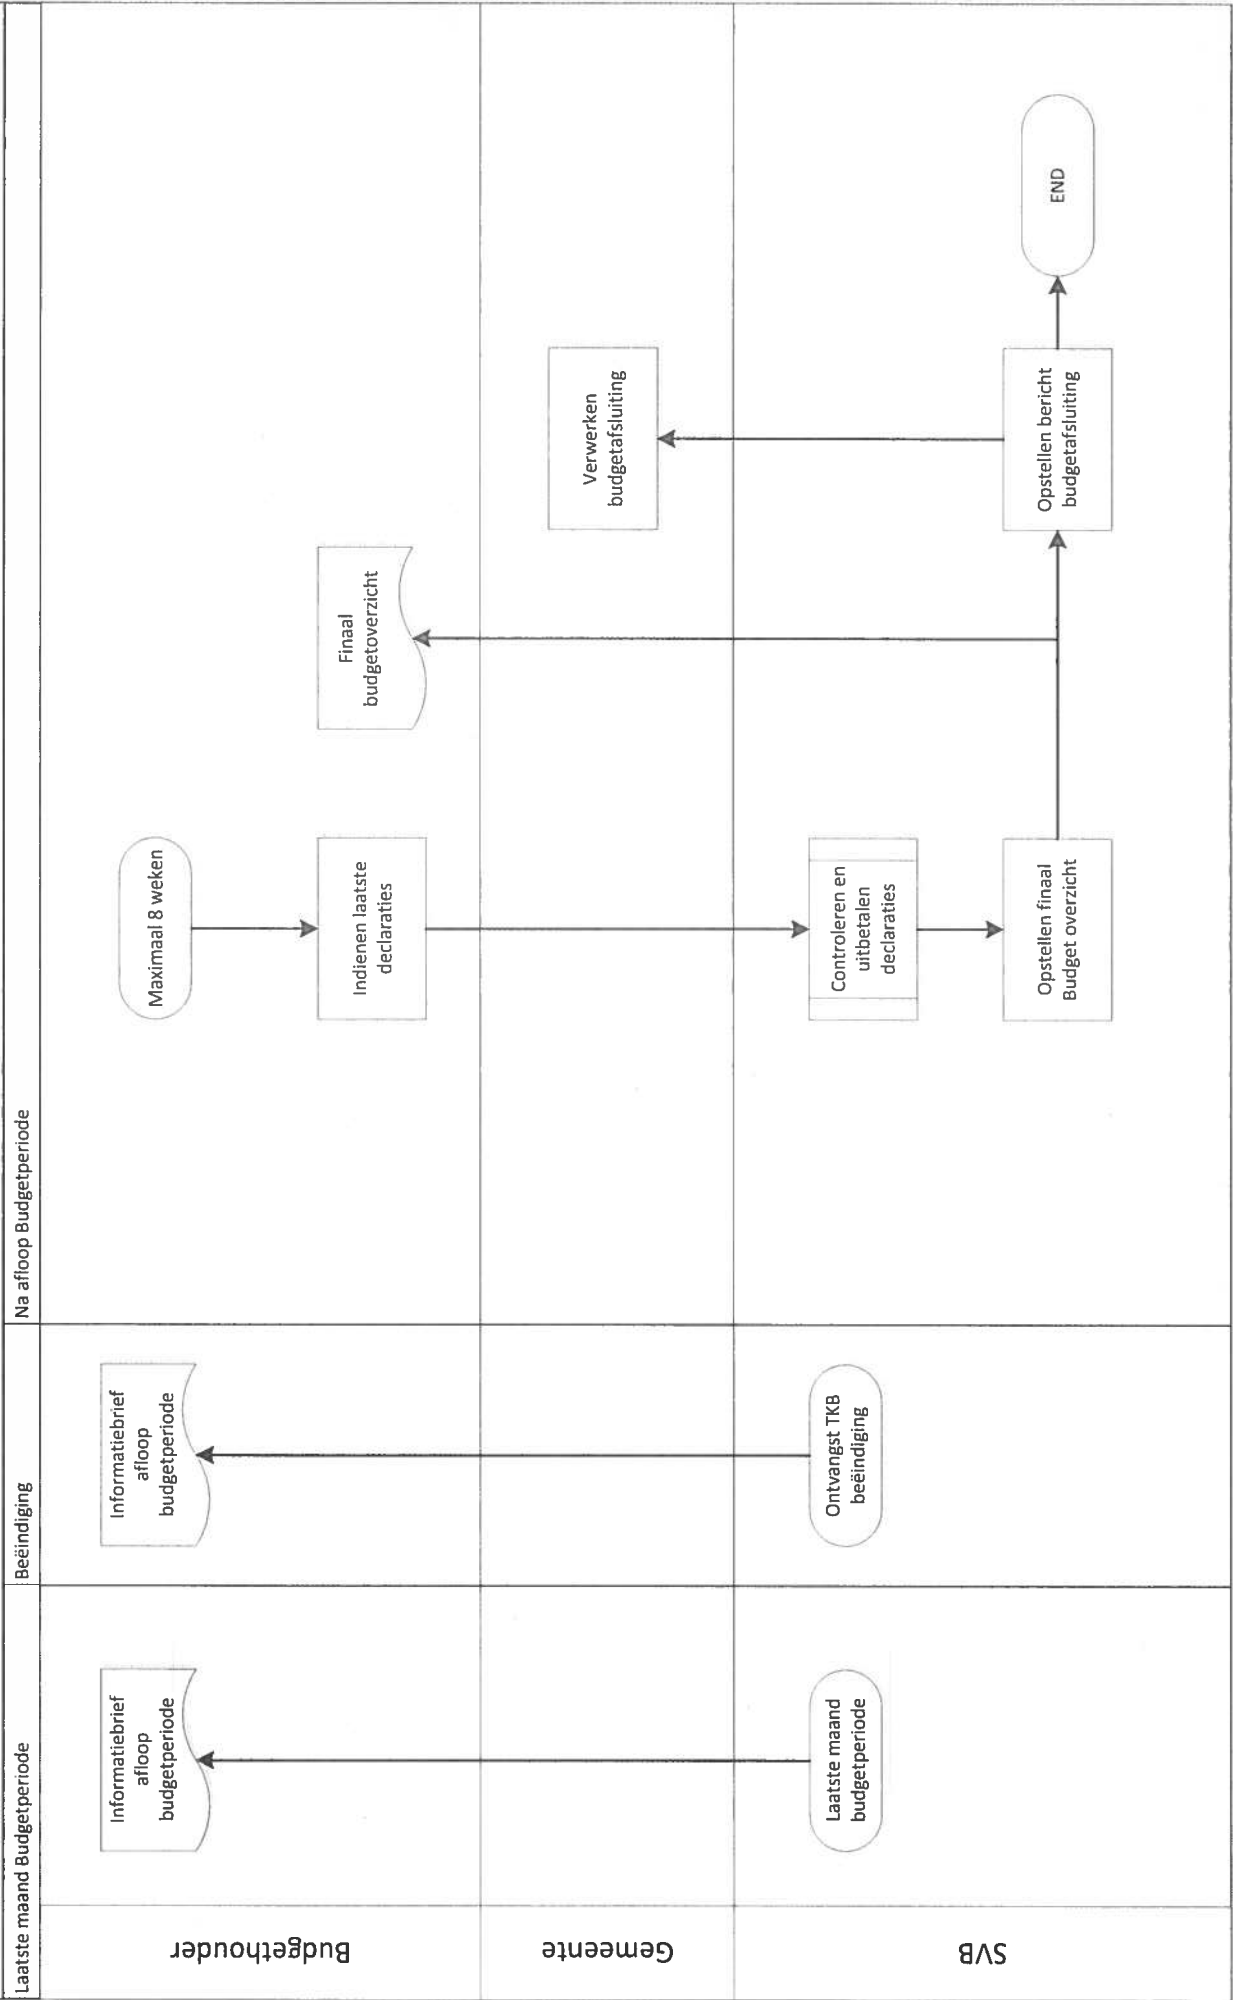 Laatste maand Budgetperiode
Beëindiging
Na afloop Budgetperiode
Budgethouder
Informatiebrief
afloop
budgetperiode
Informatiebrief
afloop
budgetperiode
Maximaal 8 weken
Indienen laatste
declaraties
Finaal
budgetoverzicht
Gemeente
Verwerken
budgetafsluiting
SVB
Laatste maand
budgetperiode
Ontvangst TKB
beëindiging
Controleren en
uitbetalen
declaraties
Opstellen finaal
Budget overzicht
Opstellen bericht
budgetafsluiting
END